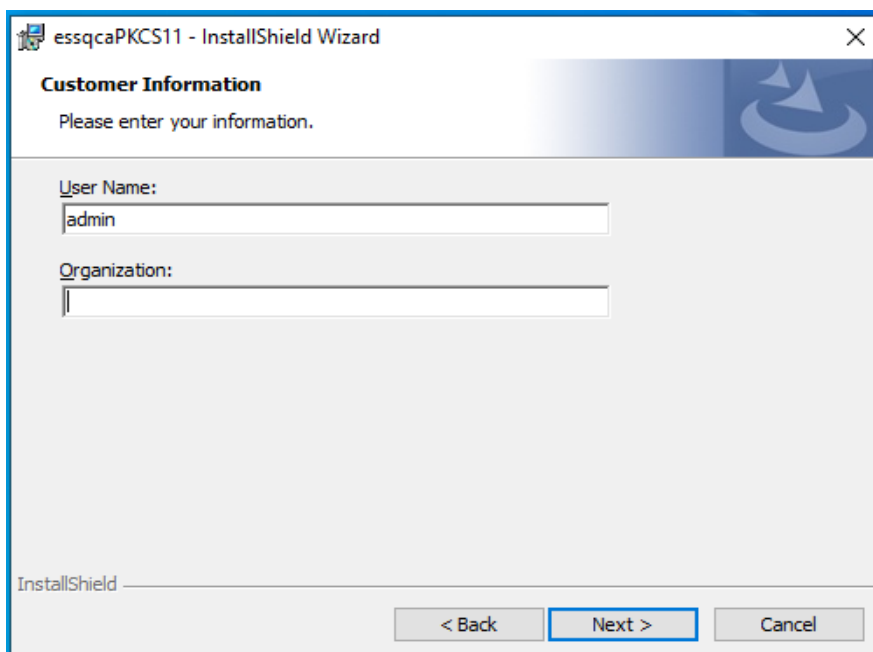 essqcaPKCS11 - InstallShield Wizard
Customer Information
Please enter your information.
User Name:
admin
Organization:
InstallShield
< Back
Next >
Cancel